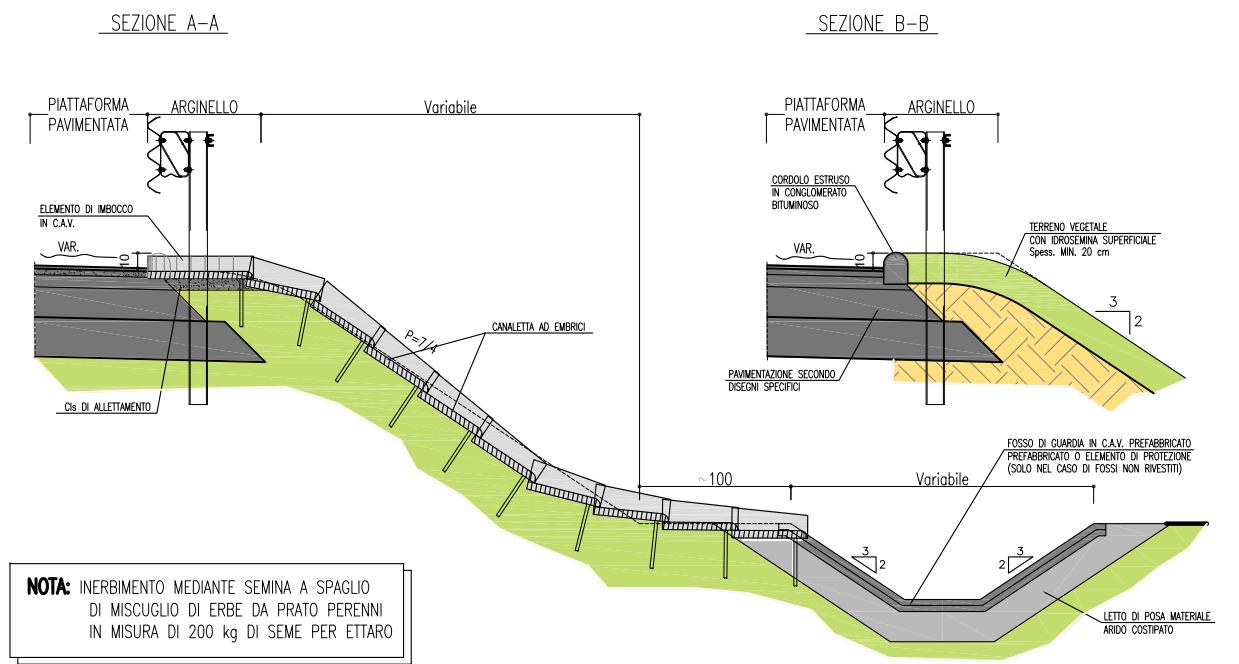 SEZIONE A-A
PIATTAFORMA
PAVIMENTATA
ARGINELLO
Variabile
ELEMENTO DI IMBOCCO
IN C.A.V.
VAR.
10
P=7/4
CANALETTA AD EMBRICI
Cls DI ALLETTAMENTO
~100
Variabile
FOSSO DI GUARDIA IN C.A.V. PREFABBRICATO
PREFABBRICATO O ELEMENTO DI PROTEZIONE
(SOLO NEL CASO DI FOSSI NON RIVESTITI)
3
2
3
2
LETTO DI POSA MATERIALE
ARIDO COSTIPATO
SEZIONE B-B
PIATTAFORMA
PAVIMENTATA
ARGINELLO
CORDOLO ESTRUSO
IN CONGLOMERATO
BITUMINOSO
VAR.
10
TERRENO VEGETALE
CON IDROSEMINA SUPERFICIALE
Spess. MIN. 20 cm
3
2
PAVIMENTAZIONE SECONDO
DISEGNI SPECIFICI
NOTA: INERBIMENTO MEDIANTE SEMINA A SPAGLIO
DI MISCUGLIO DI ERBE DA PRATO PERENNI
IN MISURA DI 200 kg DI SEME PER ETTARO